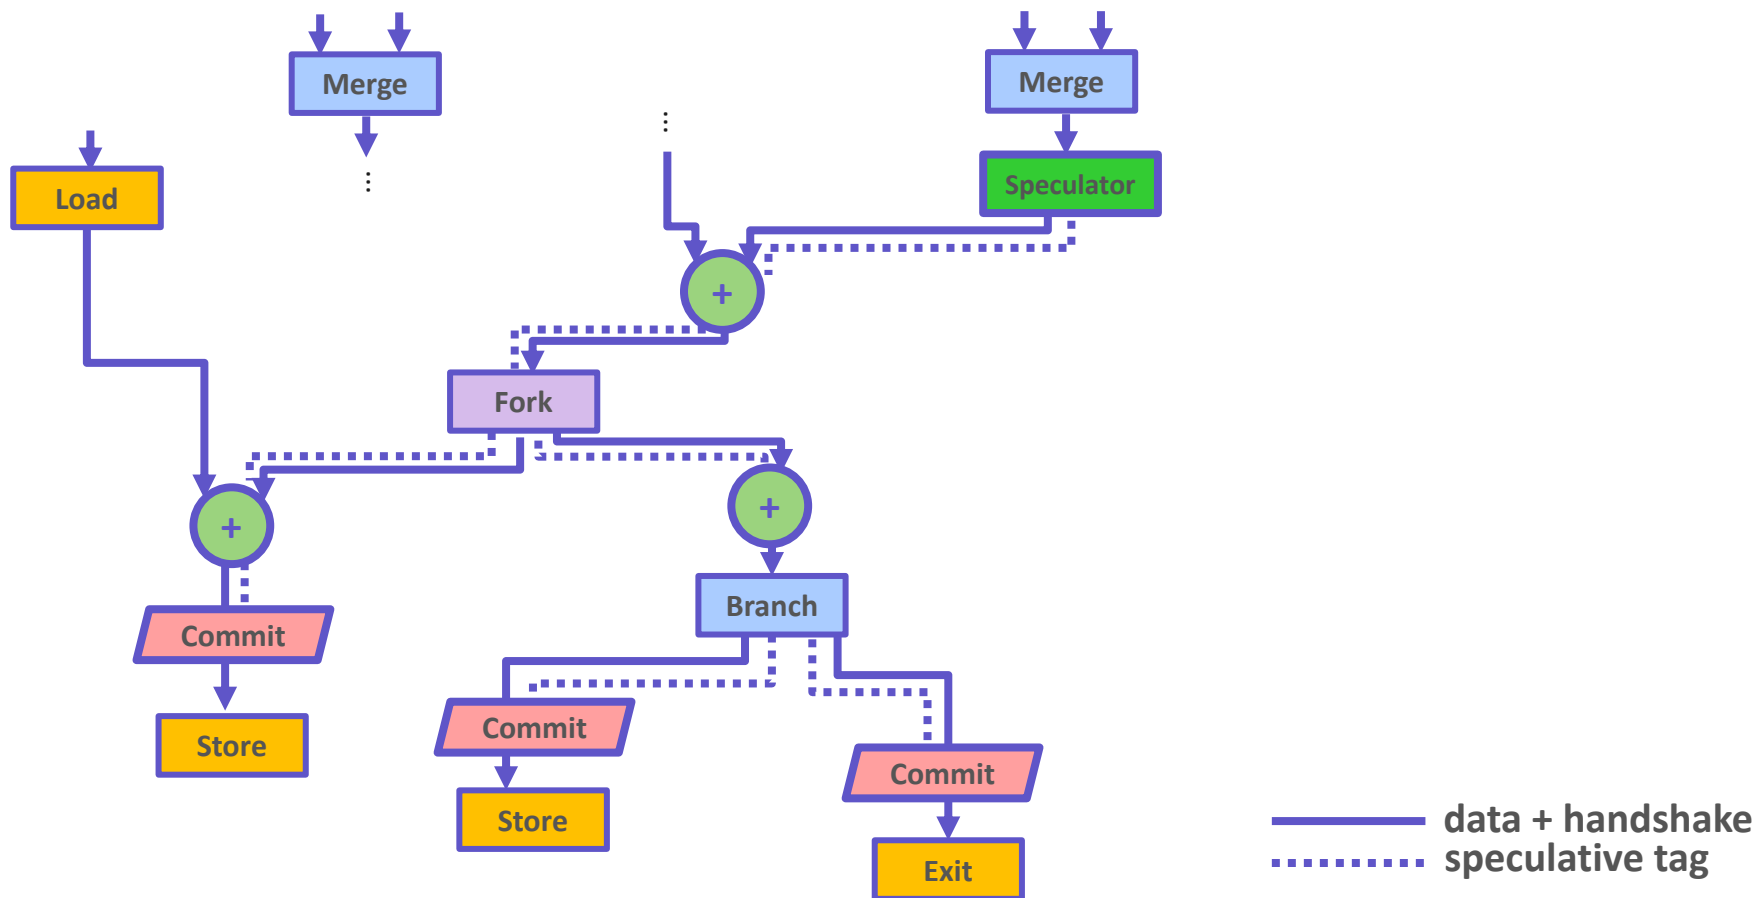 Merge
Merge
...
Load
...
Speculator
+
Fork
+
+
Branch
Commit
Commit
Store
Commit
Store
Exit
data + handshake
speculative tag